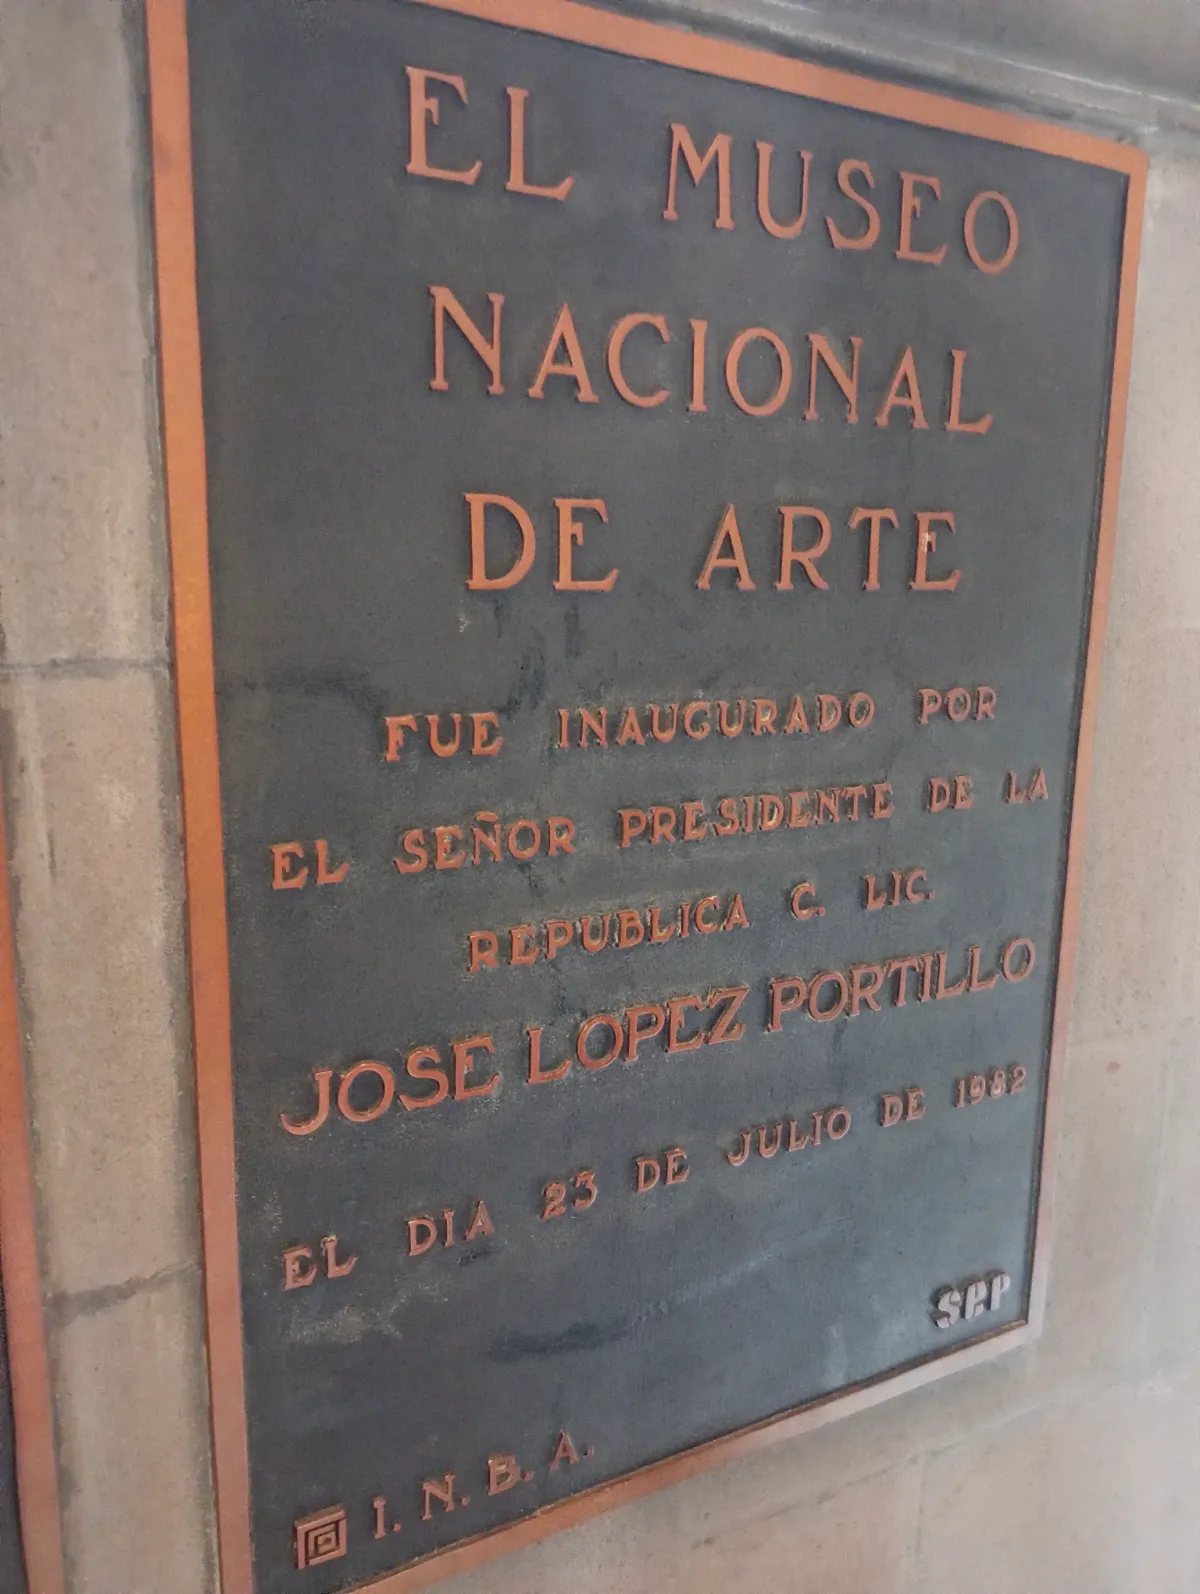 EL MUSEO
NACIONAL
DE ARTE
FUE INAUGURADO POR
EL SEÑOR PRESIDENTE DE LA
REPUBLICA C. LIC.
JOSE LOPEZ PORTILLO
EL DIA 23 DE JULIO DE 1982
SEP
I. N. B. A.